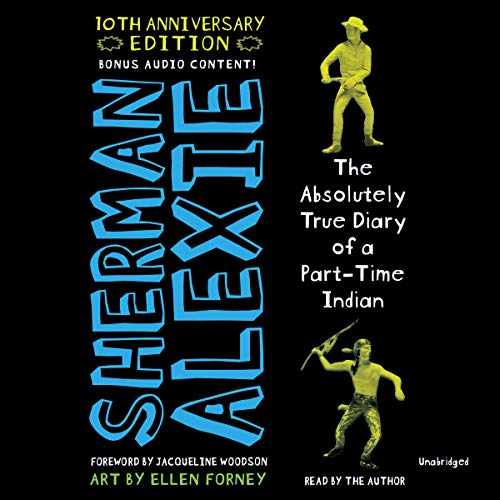 10TH ANNIVERSARY
EDITION
BONUS AUDIO CONTENT!
SHERMAN
ALEXIE
The
Absolutely
True Diary
of a
Part-Time
Indian
FOREWORD BY JACQUELINE WOODSON
ART BY ELLEN FORNEY
READ BY THE AUTHOR
Unabridged